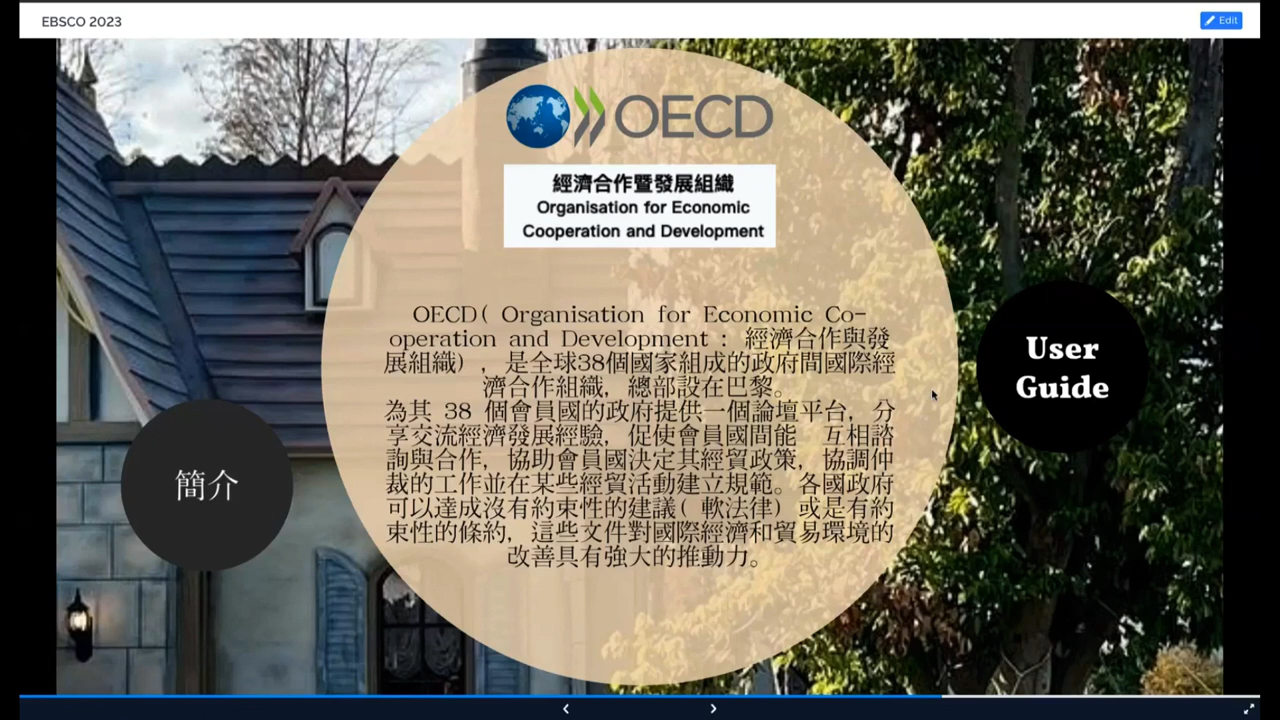 EBSCO 2023
Edit
OECD
經濟合作暨發展組織
Organisation for Economic
Cooperation and Development
OECD( Organisation for Economic Co-
operation and Development : 經濟合作與發
展組織) , 是全球38個國家組成的政府間國際經
濟合作組織, 總部設在巴黎。
為其 38 個會員國的政府提供一個論壇平台, 分
享交流經濟發展經驗, 促使會員國間能 互相諮
詢與合作, 協助會員國決定其經貿政策, 協調仲
裁的工作並在某些經貿活動建立規範。各國政府
可以達成沒有約束性的建議( 軟法律) 或是有約
束性的條約, 這些文件對國際經濟和貿易環境的
改善具有強大的推動力。
簡介
User
Guide